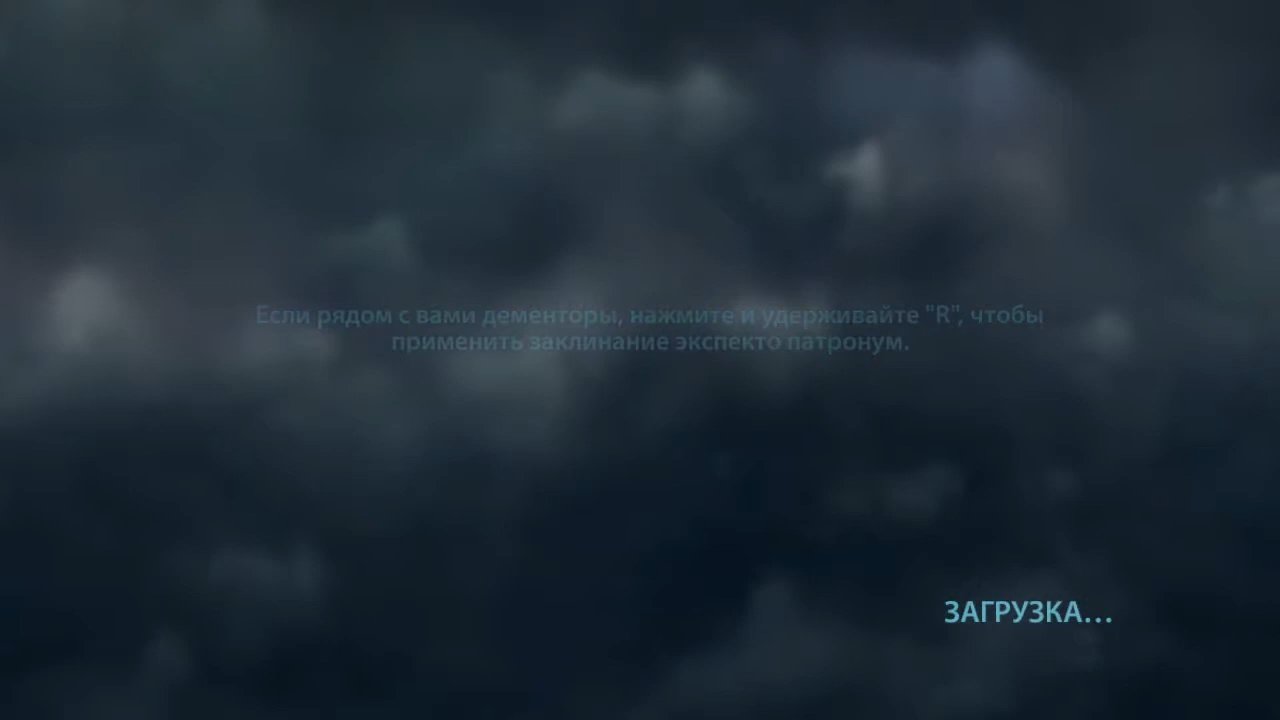 Если рядом с вами дементоры, нажмите и удерживайте "R", чтобы
применить заклинание экспекто патронум.
ЗАГРУЗКА...